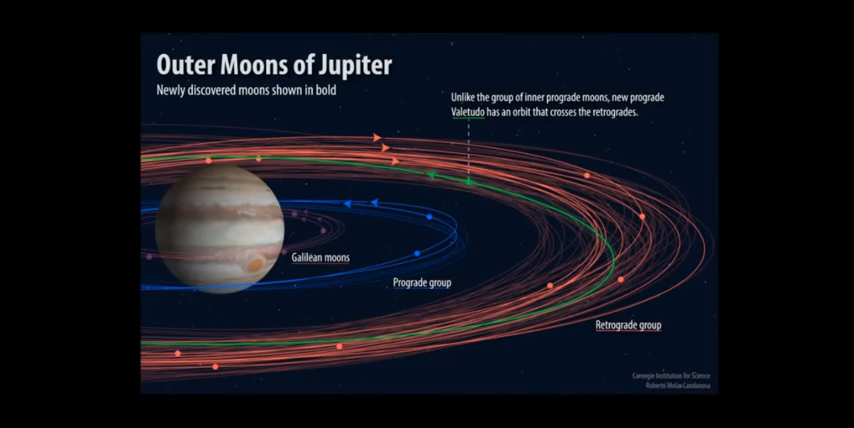 Outer Moons of Jupiter
Newly discovered moons shown in bold
Unlike the group of inner prograde moons, new prograde
Valetudo has an orbit that crosses the retrogrades.
Galilean moons
Prograde group
Retrograde group
Carnegie Institution for Science
Roberto Molar Candanosa